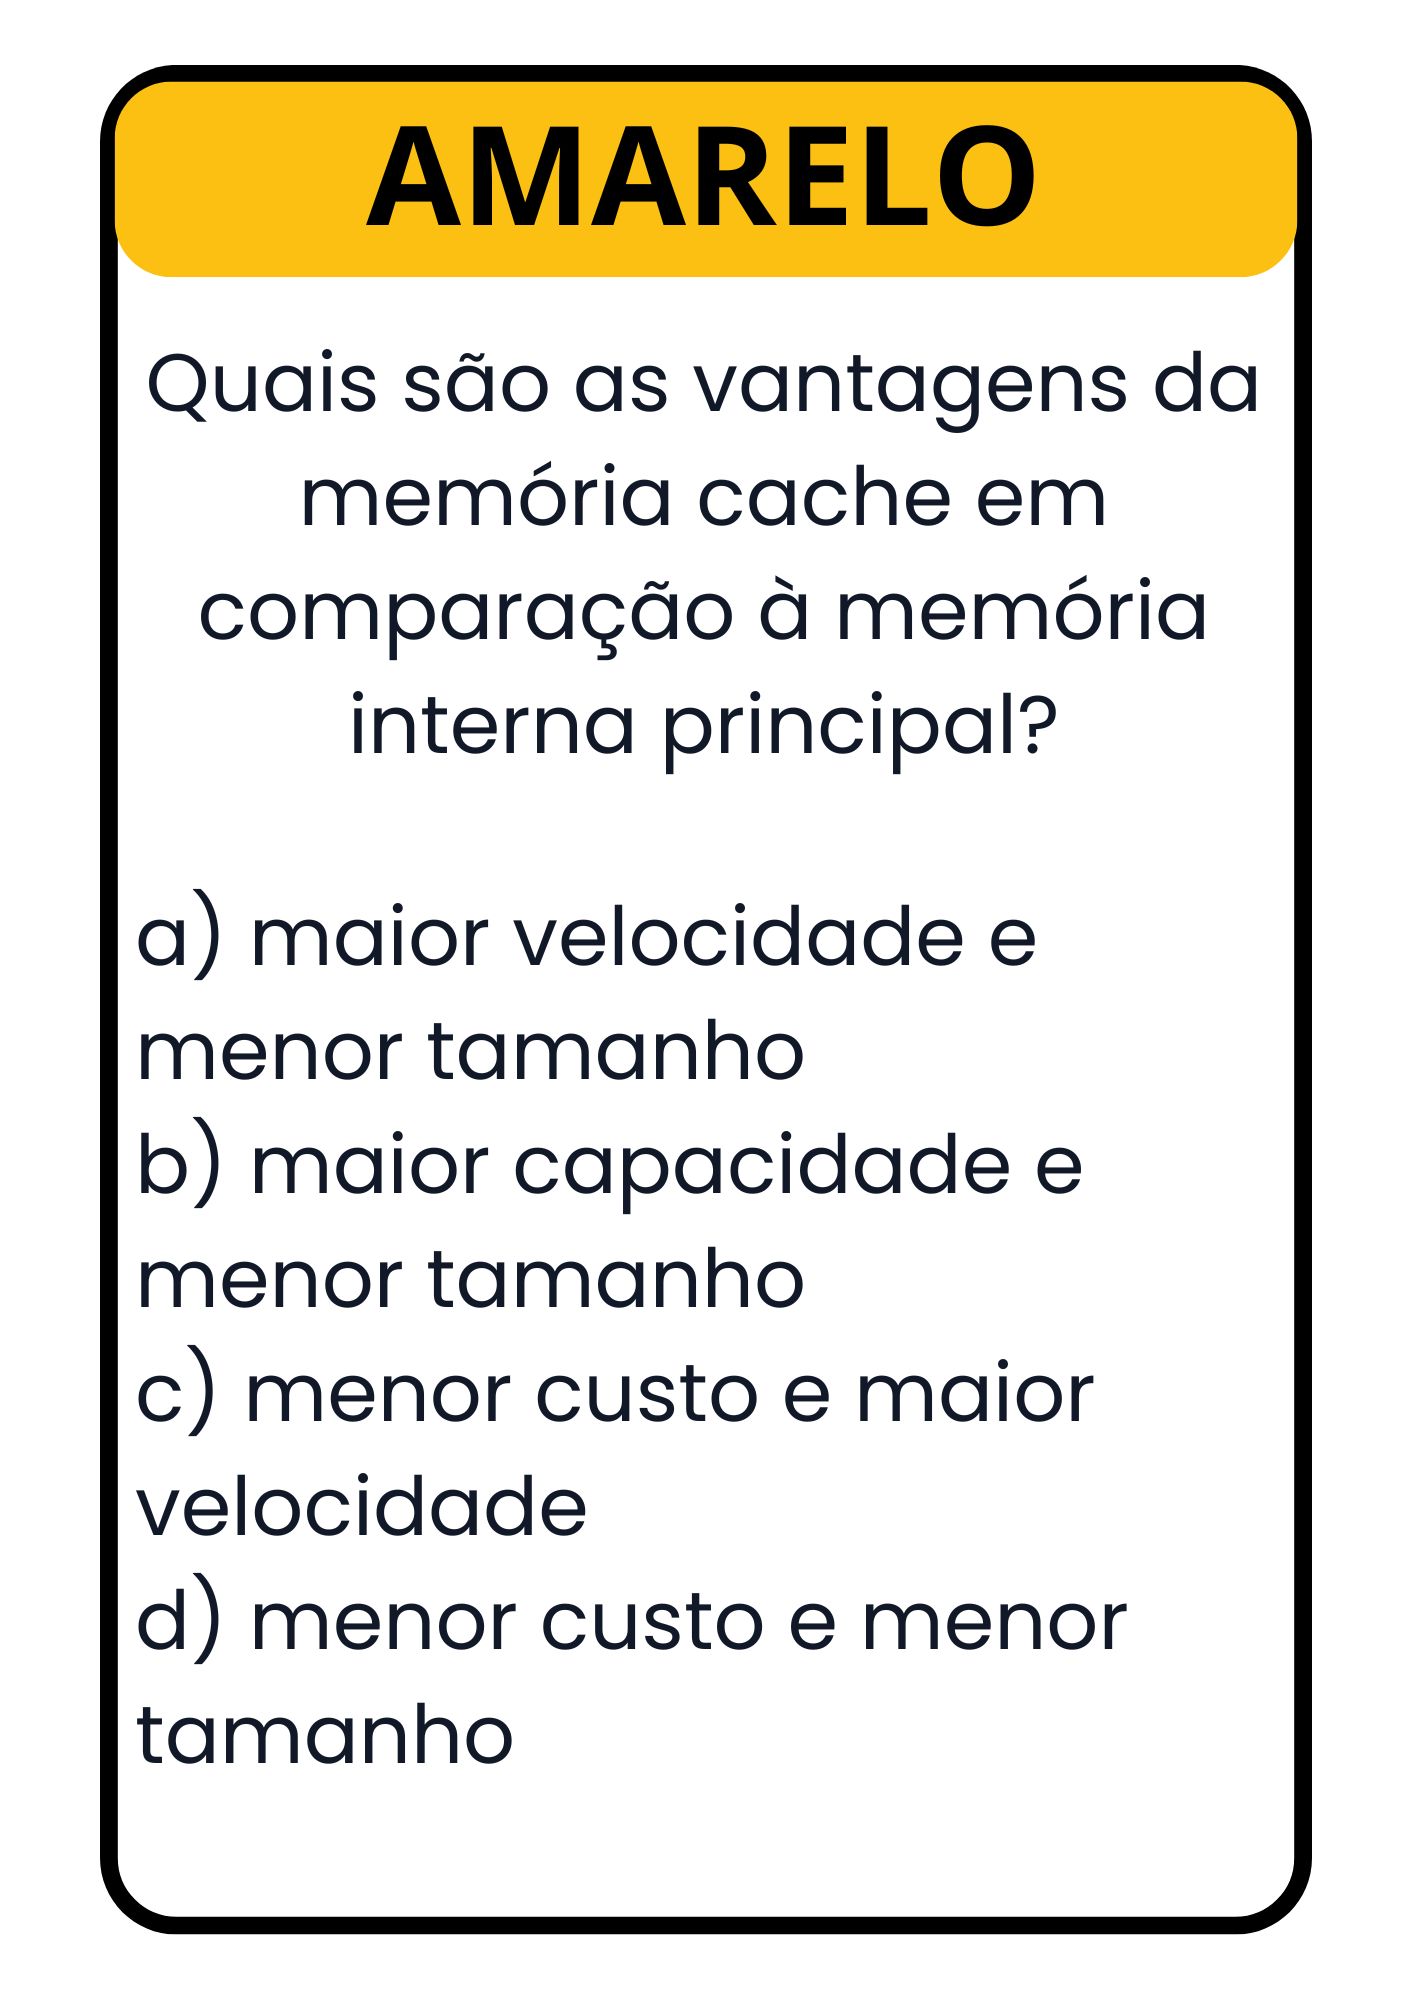 AMARELO
Quais são as vantagens da
memória cache em
comparação à memória
interna principal?
a) maior velocidade e
menor tamanho
b) maior capacidade e
menor tamanho
c) menor custo e maior
velocidade
d) menor custo e menor
tamanho